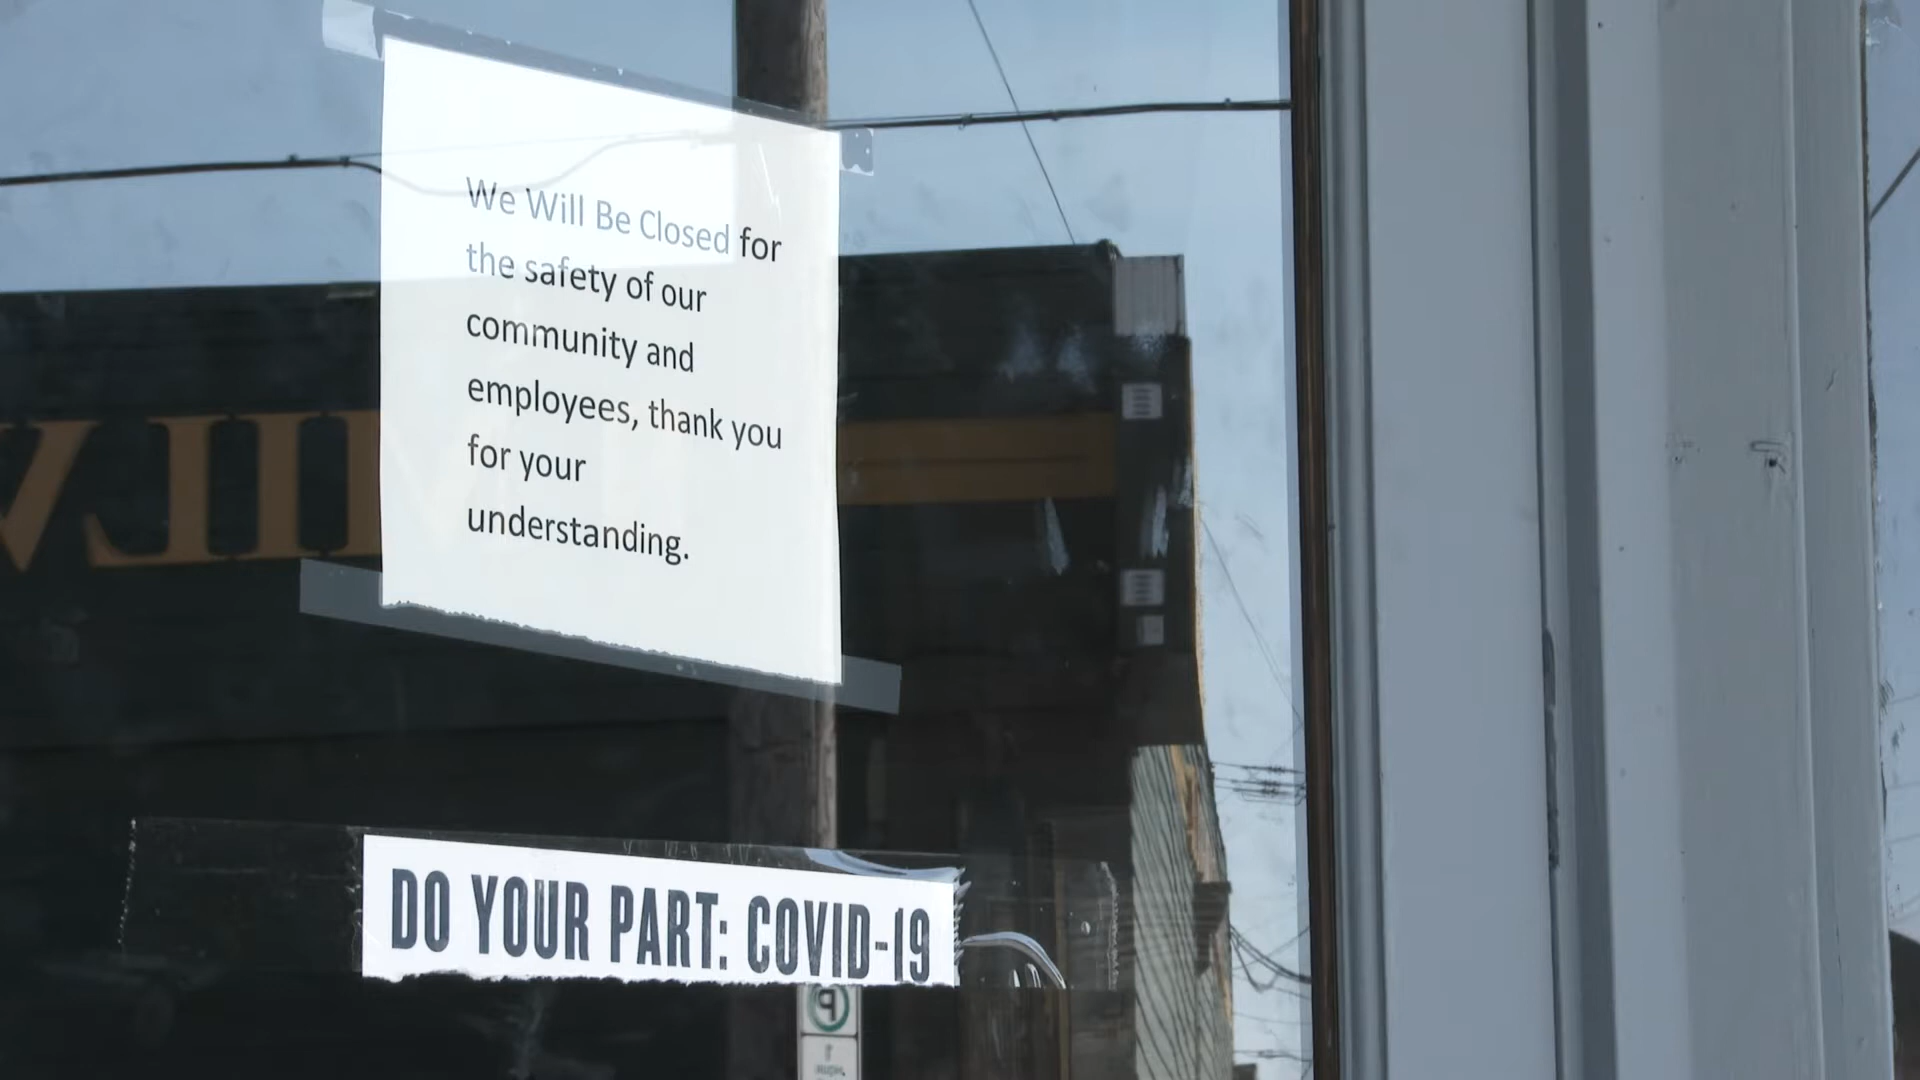 We Will Be Closed for
the safety of our
community and
employees, thank you
for your
understanding.
DO YOUR PART: COVID-19
P
1